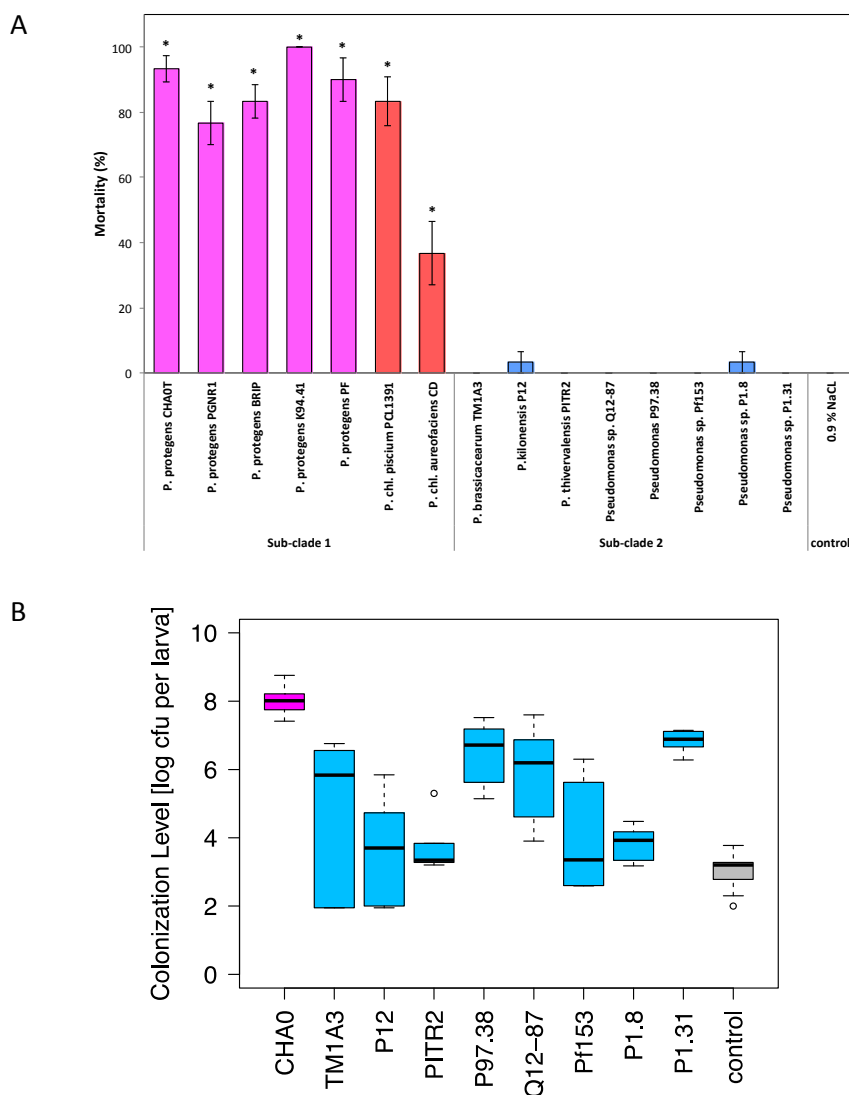 A
Mortality (%)
100
80
60
40
20
0
*
*
*
*
*
*
*
P. protegens CHA0T
P. protegens PGNR1
P. protegens BRIP
P. protegens K94.41
P. protegens PF
P. chl. piscium PCL1391
P. chl. aureofaciens CD
P. brassicacearum TM1A3
P.kilonensis P12
P. thivervalensis PITR2
Pseudomonas sp. Q12-87
Pseudomonas P97.38
Pseudomonas sp. Pf153
Pseudomonas sp. P1.8
Pseudomonas sp. P1.31
0.9 % NaCL
Sub-clade 1
Sub-clade 2
control
B
Colonization Level [log cfu per larva]
10
8
6
4
2
0
CHA0
TM1A3
P12
PITR2
P97.38
Q12−87
Pf153
P1.8
P1.31
control